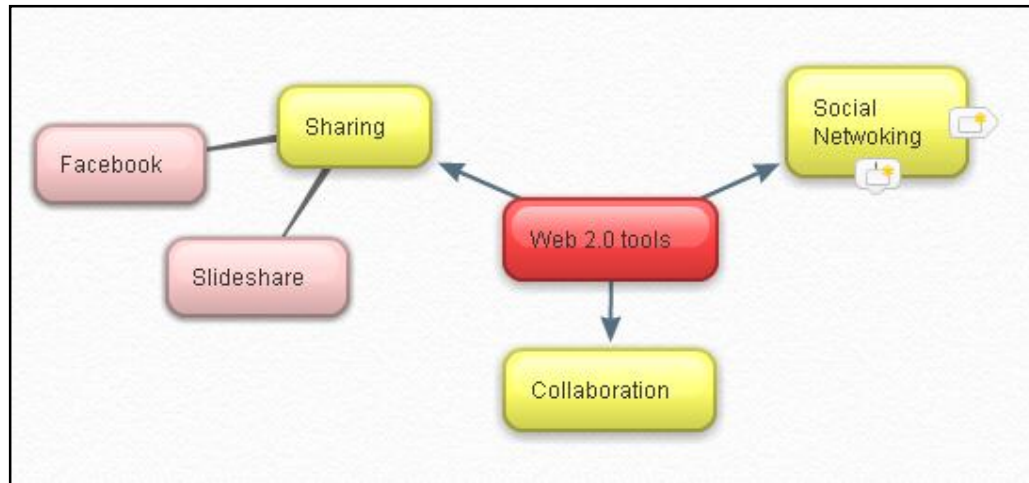 Sharing
Social
Netwoking
Facebook
Web 2.0 tools
Slideshare
Collaboration